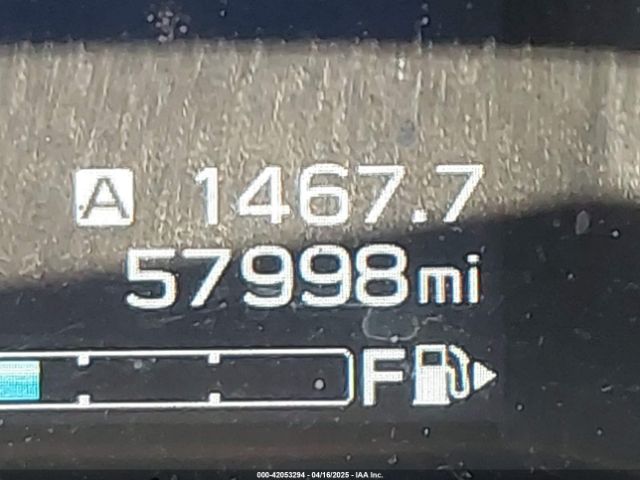 A 1467.7
57998mi
F
000-42053294 - 04/16/2025 - IAA Inc.